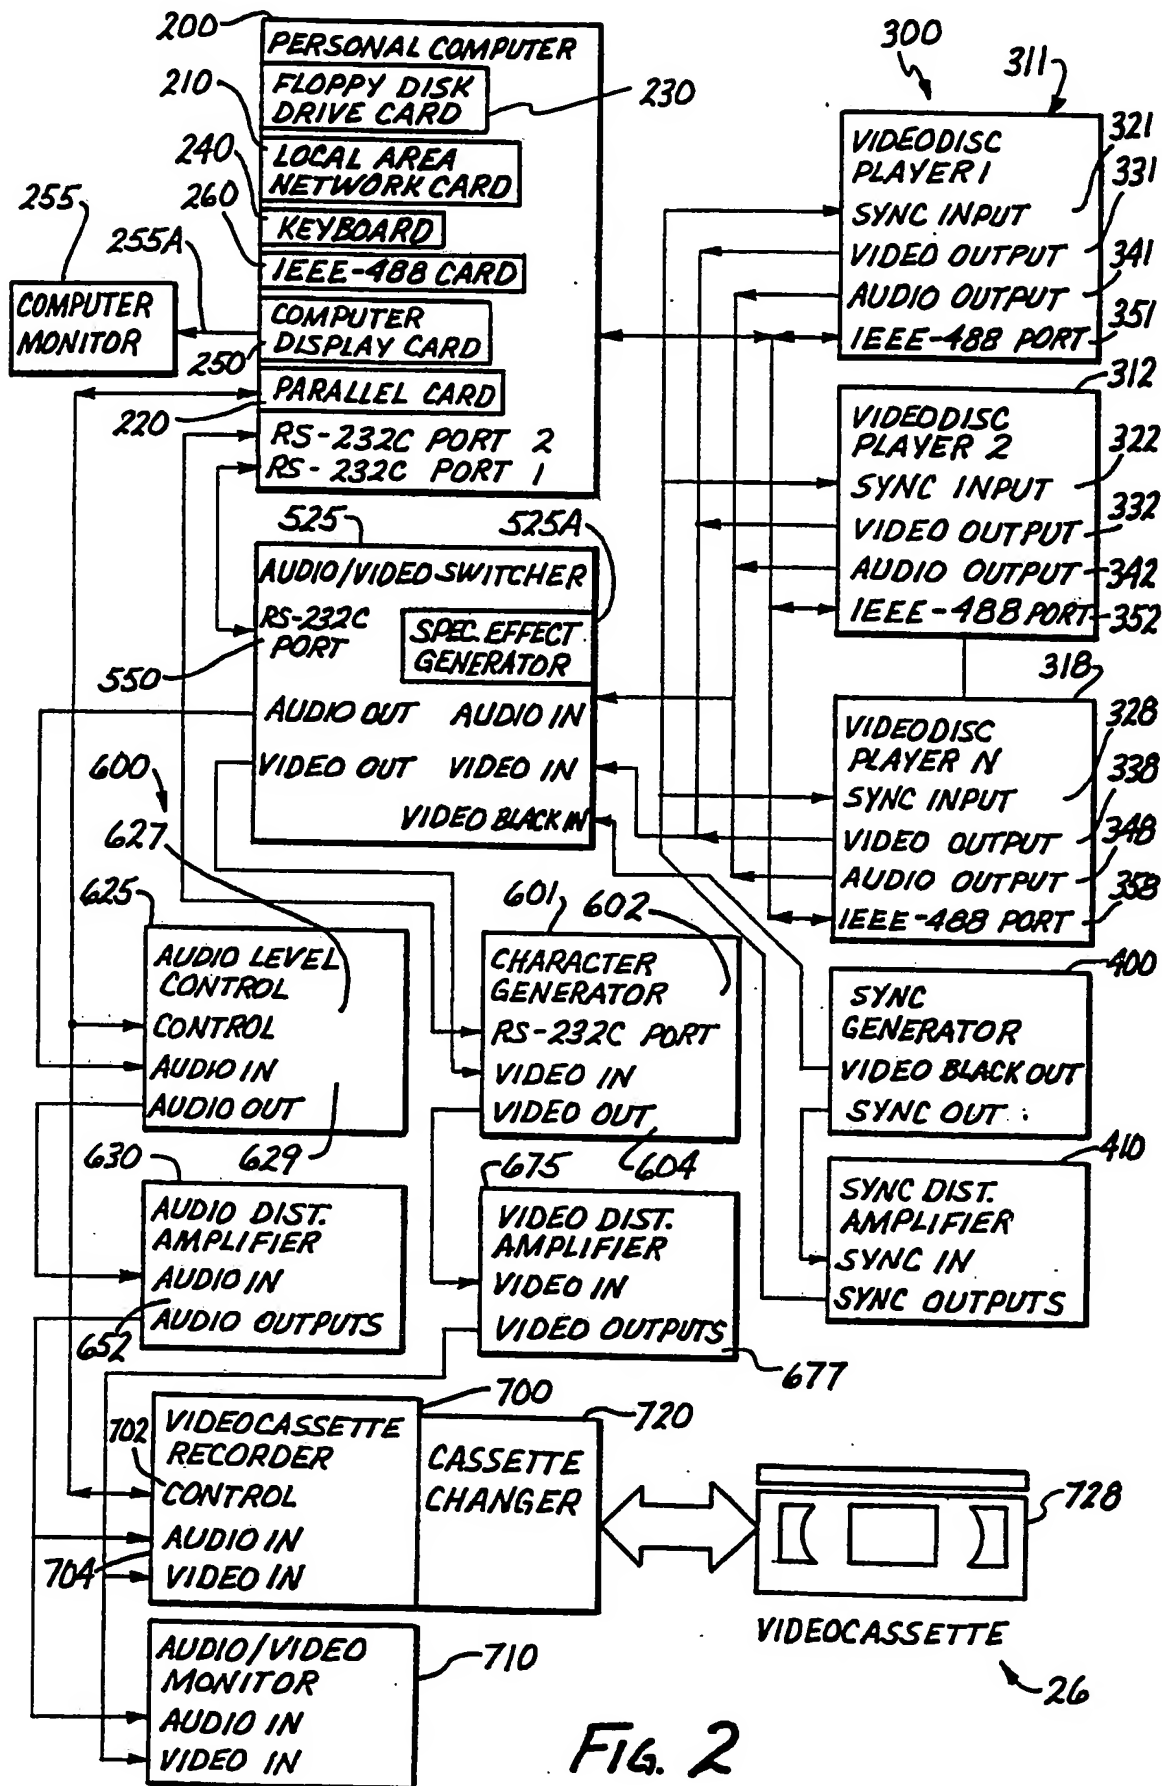 200
PERSONAL COMPUTER
FLOPPY DISK
DRIVE CARD
230
210
LOCAL AREA
NETWORK CARD
240
KEYBOARD
260
IEEE-488 CARD
255
255A
COMPUTER
MONITOR
COMPUTER
DISPLAY CARD
250
PARALLEL CARD
220
RS-232C PORT 2
RS-232C PORT 1
300
311
VIDEODISC
PLAYER 1
321
SYNC INPUT
331
VIDEO OUTPUT
341
AUDIO OUTPUT
351
IEEE-488 PORT
312
VIDEODISC
PLAYER 2
322
SYNC INPUT
332
VIDEO OUTPUT
AUDIO OUTPUT 342
IEEE-488 PORT 352
318
VIDEODISC
PLAYER N
328
SYNC INPUT
338
VIDEO OUTPUT
348
AUDIO OUTPUT
358
IEEE-488 PORT
525
525A
AUDIO/VIDEO SWITCHER
RS-232C
PORT
SPEC. EFFECT
GENERATOR
550
AUDIO OUT AUDIO IN
VIDEO OUT VIDEO IN
VIDEO BLACK IN
600
627
625
AUDIO LEVEL
CONTROL
CONTROL
AUDIO IN
AUDIO OUT
629
601
602
CHARACTER
GENERATOR
RS-232C PORT
VIDEO IN
VIDEO OUT
604
400
SYNC
GENERATOR
VIDEO BLACK OUT
SYNC OUT
410
SYNC DIST.
AMPLIFIER
SYNC IN
SYNC OUTPUTS
630
AUDIO DIST.
AMPLIFIER
AUDIO IN
AUDIO OUTPUTS
652
675
VIDEO DIST.
AMPLIFIER
VIDEO IN
VIDEO OUTPUTS
677
700
720
702
VIDEOCASSETTE
RECORDER
CONTROL
AUDIO IN
704
VIDEO IN
CASSETTE
CHANGER
728
VIDEOCASSETTE
26
AUDIO/VIDEO
MONITOR
710
AUDIO IN
VIDEO IN
FIG. 2